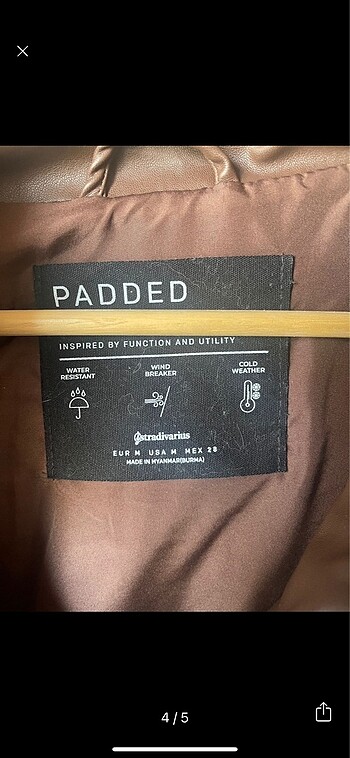 PADDED
INSPIRED BY FUNCTION AND UTILITY
WATER RESISTANT
WIND BREAKER
COLD WEATHER
stradivarius
EUR M USA M MEX 28
MADE IN MYANMAR(BURMA)
4/5